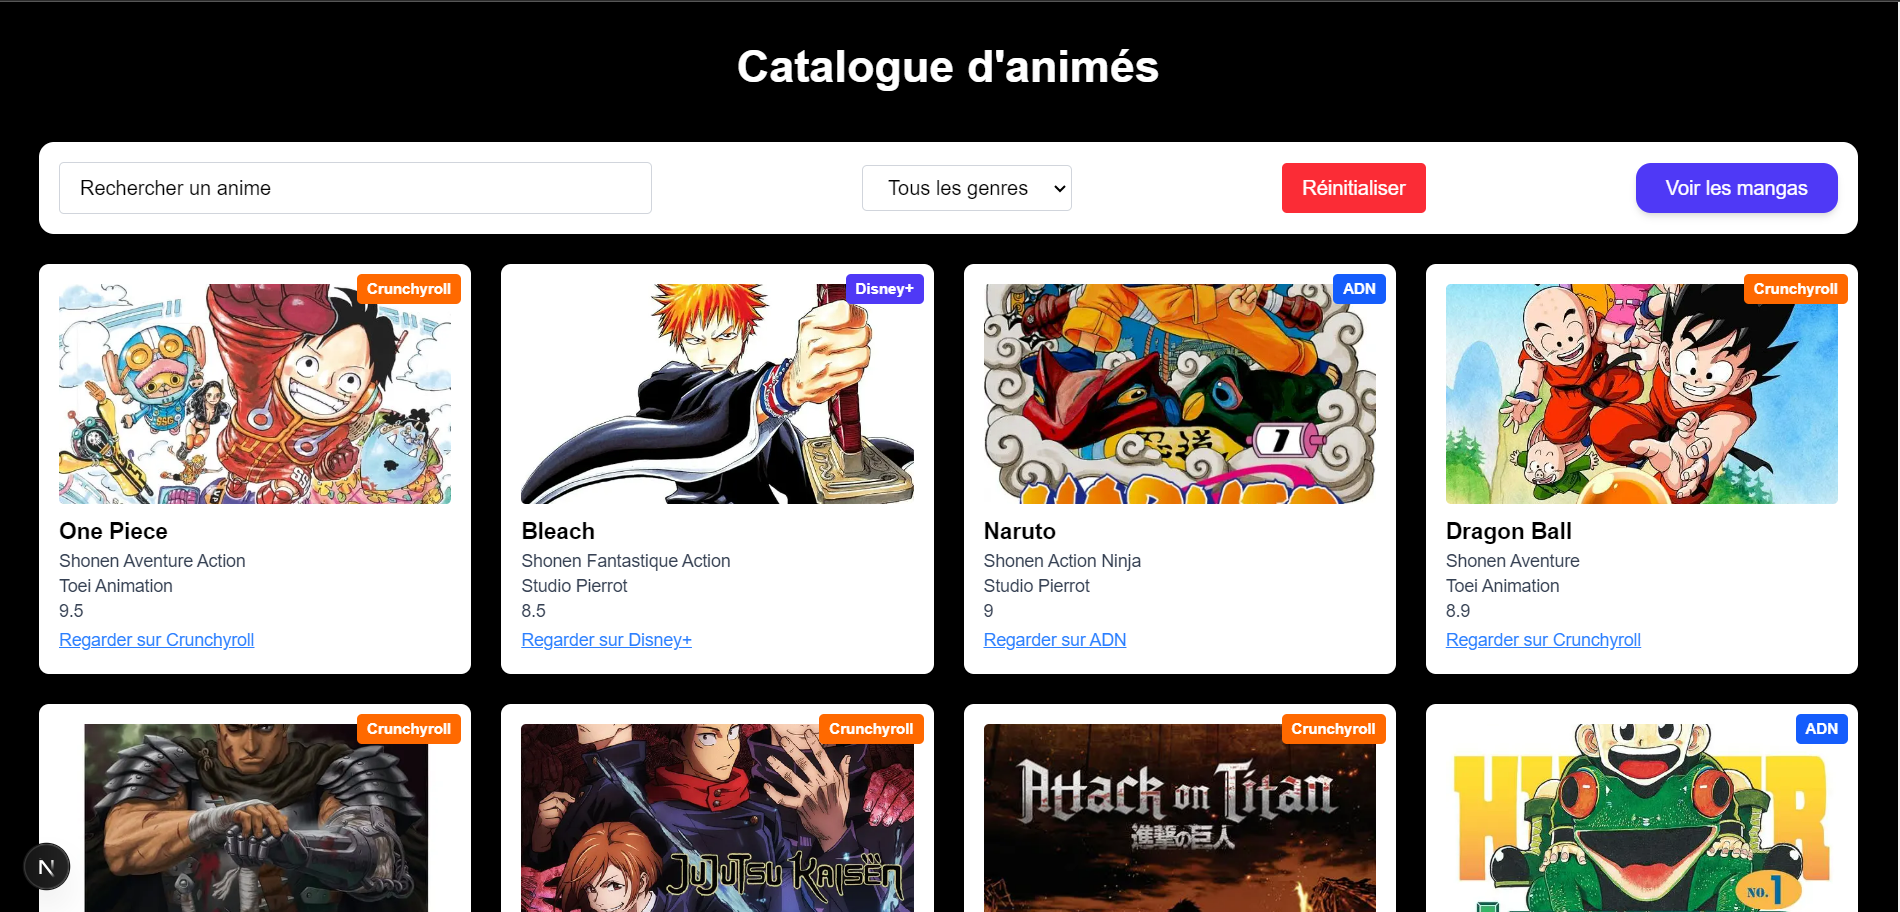 Catalogue d'animés
Rechercher un anime
Tous les genres
Réinitialiser
Voir les mangas
Crunchyroll
SSG
SS
One Piece
Shonen Aventure Action
Toei Animation
9.5
Regarder sur Crunchyroll
Disney+
Bleach
Shonen Fantastique Action
Studio Pierrot
8.5
Regarder sur Disney+
ADN
1
NARUTO
Naruto
Shonen Action Ninja
Studio Pierrot
9
Regarder sur ADN
Crunchyroll
Dragon Ball
Shonen Aventure
Toei Animation
8.9
Regarder sur Crunchyroll
Crunchyroll
N
Crunchyroll
JUJUTSU KAISEN
Crunchyroll
Attack on Titan
進撃の巨人
ADN
NO.1